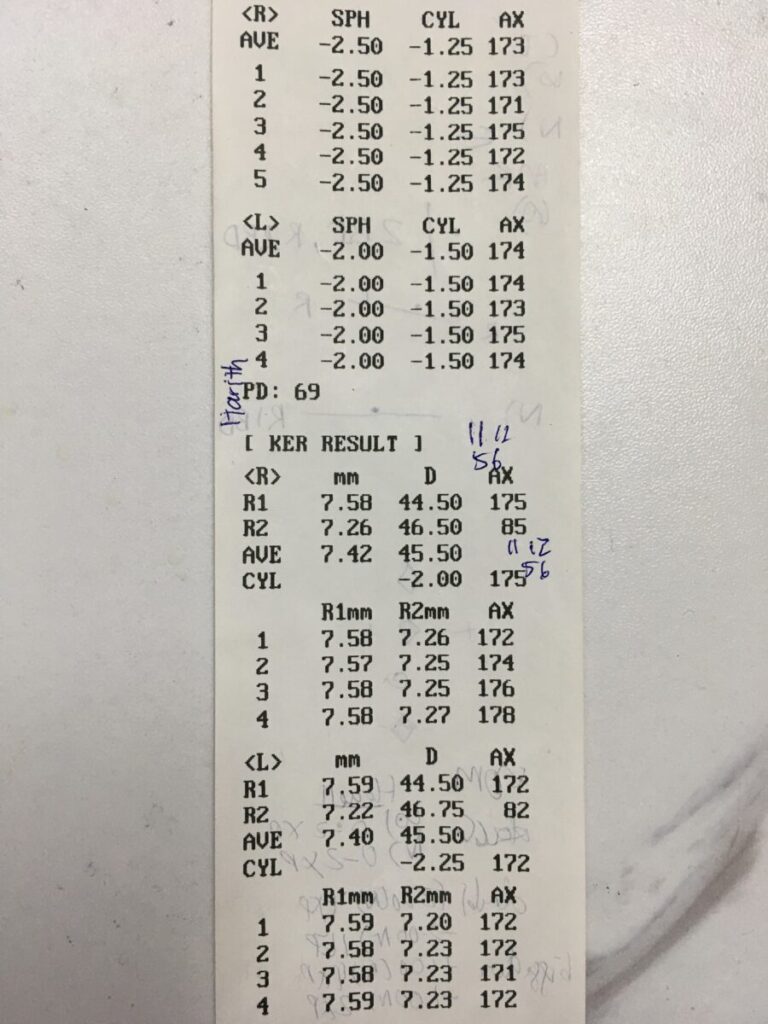 <R> SPH CYL AX
AVE -2.50 -1.25 173
1 -2.50 -1.25 173
2 -2.50 -1.25 171
3 -2.50 -1.25 175
4 -2.50 -1.25 172
5 -2.50 -1.25 174
<L> SPH CYL AX
AVE -2.00 -1.50 174
1 -2.00 -1.50 174
2 -2.00 -1.50 173
3 -2.00 -1.50 175
4 -2.00 -1.50 174
Harith
PD: 69
[ KER RESULT ] 11 12
56
<R> mm D AX
R1 7.58 44.50 175
R2 7.26 46.50 85
AVE 7.42 45.50 11 12
CYL -2.00 175 56
R1mm R2mm AX
1 7.58 7.26 172
2 7.57 7.25 174
3 7.58 7.25 176
4 7.58 7.27 178
<L> mm D AX
R1 7.59 44.50 172
R2 7.22 46.75 82
AVE 7.40 45.50
CYL -2.25 172
R1mm R2mm AX
1 7.59 7.20 172
2 7.58 7.23 172
3 7.58 7.23 171
4 7.59 7.23 172